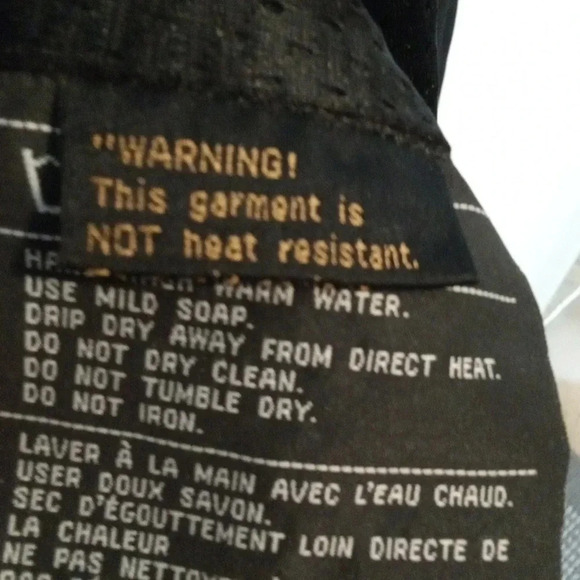 "WARNING!
This garment is
NOT heat resistant.
WARM WATER.
USE MILD SOAP.
DRIP DRY AWAY FROM DIRECT HEAT.
DO NOT DRY CLEAN.
DO NOT TUMBLE DRY.
DO NOT IRON.
LAVER À LA MAIN AVEC L'EAU CHAUD.
USER DOUX SAVON.
SEC D'ÉGOUTTEMENT LOIN DIRECTE DE
LA CHALEUR
NE PAS